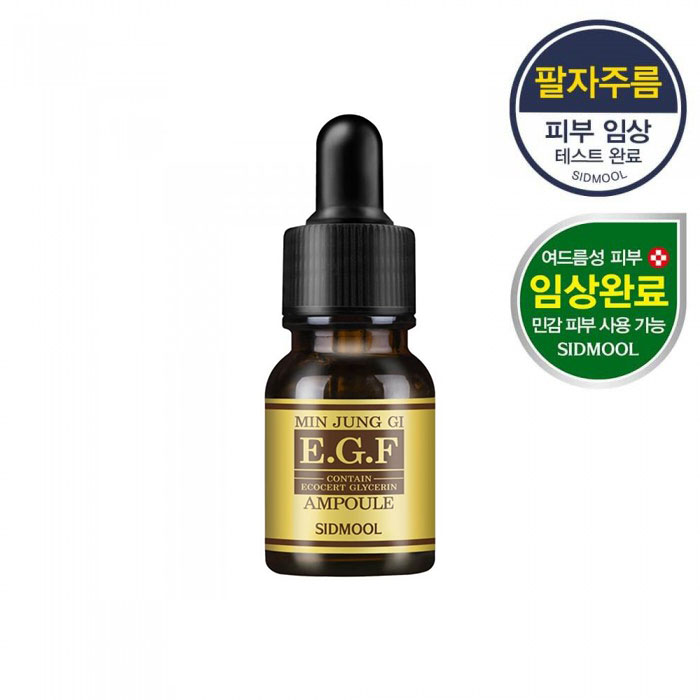 팔자주름
피부 임상
테스트 완료
SIDMOOL
여드름성 피부
임상완료
민감 피부 사용 가능
SIDMOOL
MIN JUNG GI
E.G.F
CONTAIN
ECOCERT GLYCERIN
AMPOULE
SIDMOOL